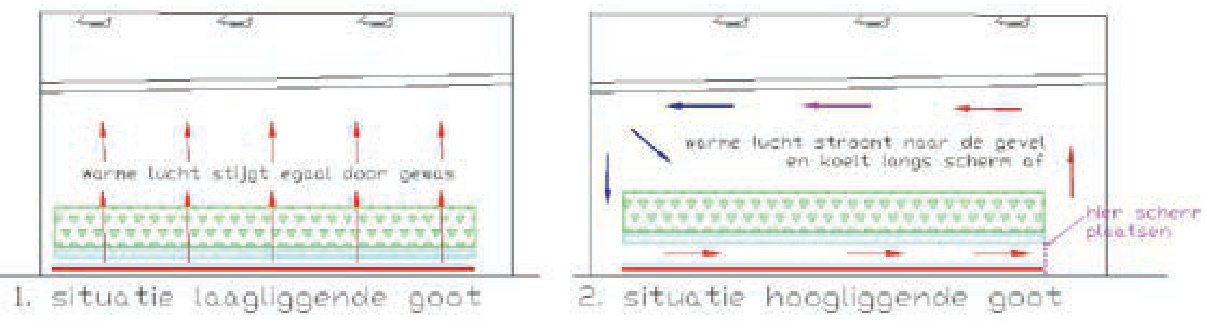 warme lucht stijgt egaal door gewas
1. situatie laagliggende goot
warme lucht stroomt naar de gevel
en koelt langs scherm af
hier scherm
plaatsen
2. situatie hoogliggende goot